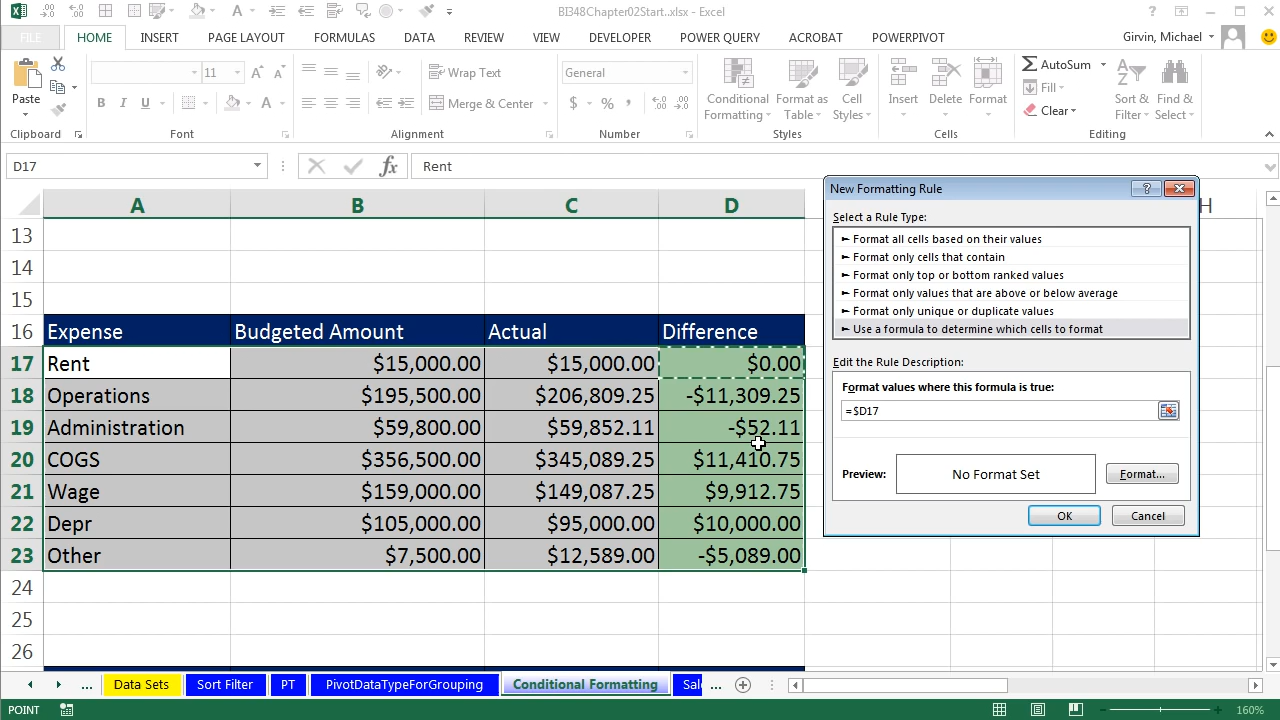 BI348Chapter02Start..xlsx - Excel
FILE HOME INSERT PAGE LAYOUT FORMULAS DATA REVIEW VIEW DEVELOPER POWER QUERY ACROBAT POWERPIVOT Girvin, Michael
Paste
11
Wrap Text
Merge & Center
General
$ % ,
Conditional Formatting
Format as Table
Cell Styles
Insert Delete Format
AutoSum
Fill
Clear
Sort & Filter
Find & Select
Clipboard Font Alignment Number Styles Cells Editing
D17 fx Rent
A B C D H
13
14
15
16 Expense Budgeted Amount Actual Difference
17 Rent $15,000.00 $15,000.00 $0.00
18 Operations $195,500.00 $206,809.25 -$11,309.25
19 Administration $59,800.00 $59,852.11 -$52.11
20 COGS $356,500.00 $345,089.25 $11,410.75
21 Wage $159,000.00 $149,087.25 $9,912.75
22 Depr $105,000.00 $95,000.00 $10,000.00
23 Other $7,500.00 $12,589.00 -$5,089.00
24
25
26
New Formatting Rule
Select a Rule Type:
► Format all cells based on their values
► Format only cells that contain
► Format only top or bottom ranked values
► Format only values that are above or below average
► Format only unique or duplicate values
► Use a formula to determine which cells to format
Edit the Rule Description:
Format values where this formula is true:
=$D17
Preview: No Format Set Format...
OK Cancel
... Data Sets Sort Filter PT PivotDataTypeForGrouping Conditional Formatting Sal ...
POINT 160%